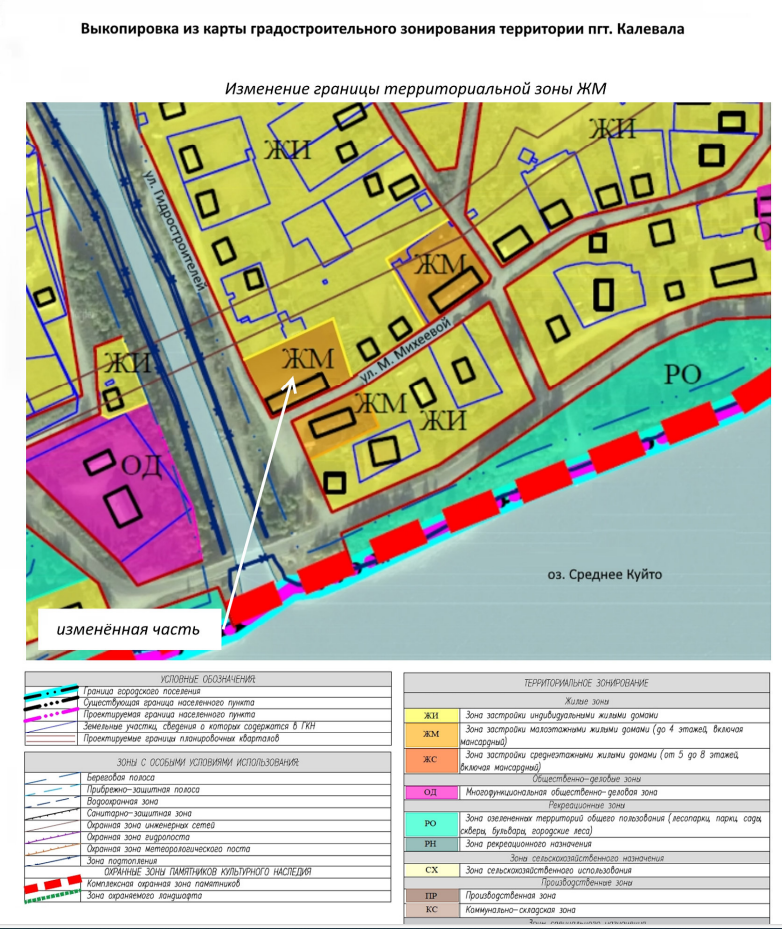 Выкопировка из карты градостроительного зонирования территории пгт. Калевала
Изменение границы территориальной зоны ЖМ
ЖИ
ЖИ
ул. Гидростроителей
О
ЖМ
ЖМ
ул. М. Михеевой
ЖИ
РО
ЖМ
ЖИ
ОД
оз. Среднее Куйто
изменённая часть
УСЛОВНЫЕ ОБОЗНАЧЕНИЯ:
Граница городского поселения
Существующая граница населенного пункта
Проектируемая граница населенного пункта
Земельные участки, сведения о которых содержатся в ГКН
Проектируемые границы планировочных кварталов
ЗОНЫ С ОСОБЫМИ УСЛОВИЯМИ ИСПОЛЬЗОВАНИЯ:
Береговая полоса
Прибрежно-защитная полоса
Водоохранная зона
Санитарно-защитная зона
Охранная зона инженерных сетей
Охранная зона гидропоста
Охранная зона метеорологического поста
Зона подтопления
ОХРАННЫЕ ЗОНЫ ПАМЯТНИКОВ КУЛЬТУРНОГО НАСЛЕДИЯ
Комплексная охранная зона памятников
Зона охраняемого ландшафта
ТЕРРИТОРИАЛЬНОЕ ЗОНИРОВАНИЕ
Жилые зоны
ЖИ Зона застройки индивидуальными жилыми домами
ЖМ Зона застройки малоэтажными жилыми домами (до 4 этажей, включая
мансардный)
ЖС Зона застройки среднеэтажными жилыми домами (от 5 до 8 этажей,
включая мансардный)
Общественно-деловые зоны
ОД Многофункциональная общественно-деловая зона
Рекреационные зоны
РО Зона озелененных территорий общего пользования (лесопарки, парки, сады,
скверы, бульвары, городские леса)
РН Зона рекреационного назначения
Зоны сельскохозяйственного назначения
СХ Зона сельскохозяйственного использования
Производственные зоны
ПР Производственная зона
КС Коммунально-складская зона
Зоны специального назначения